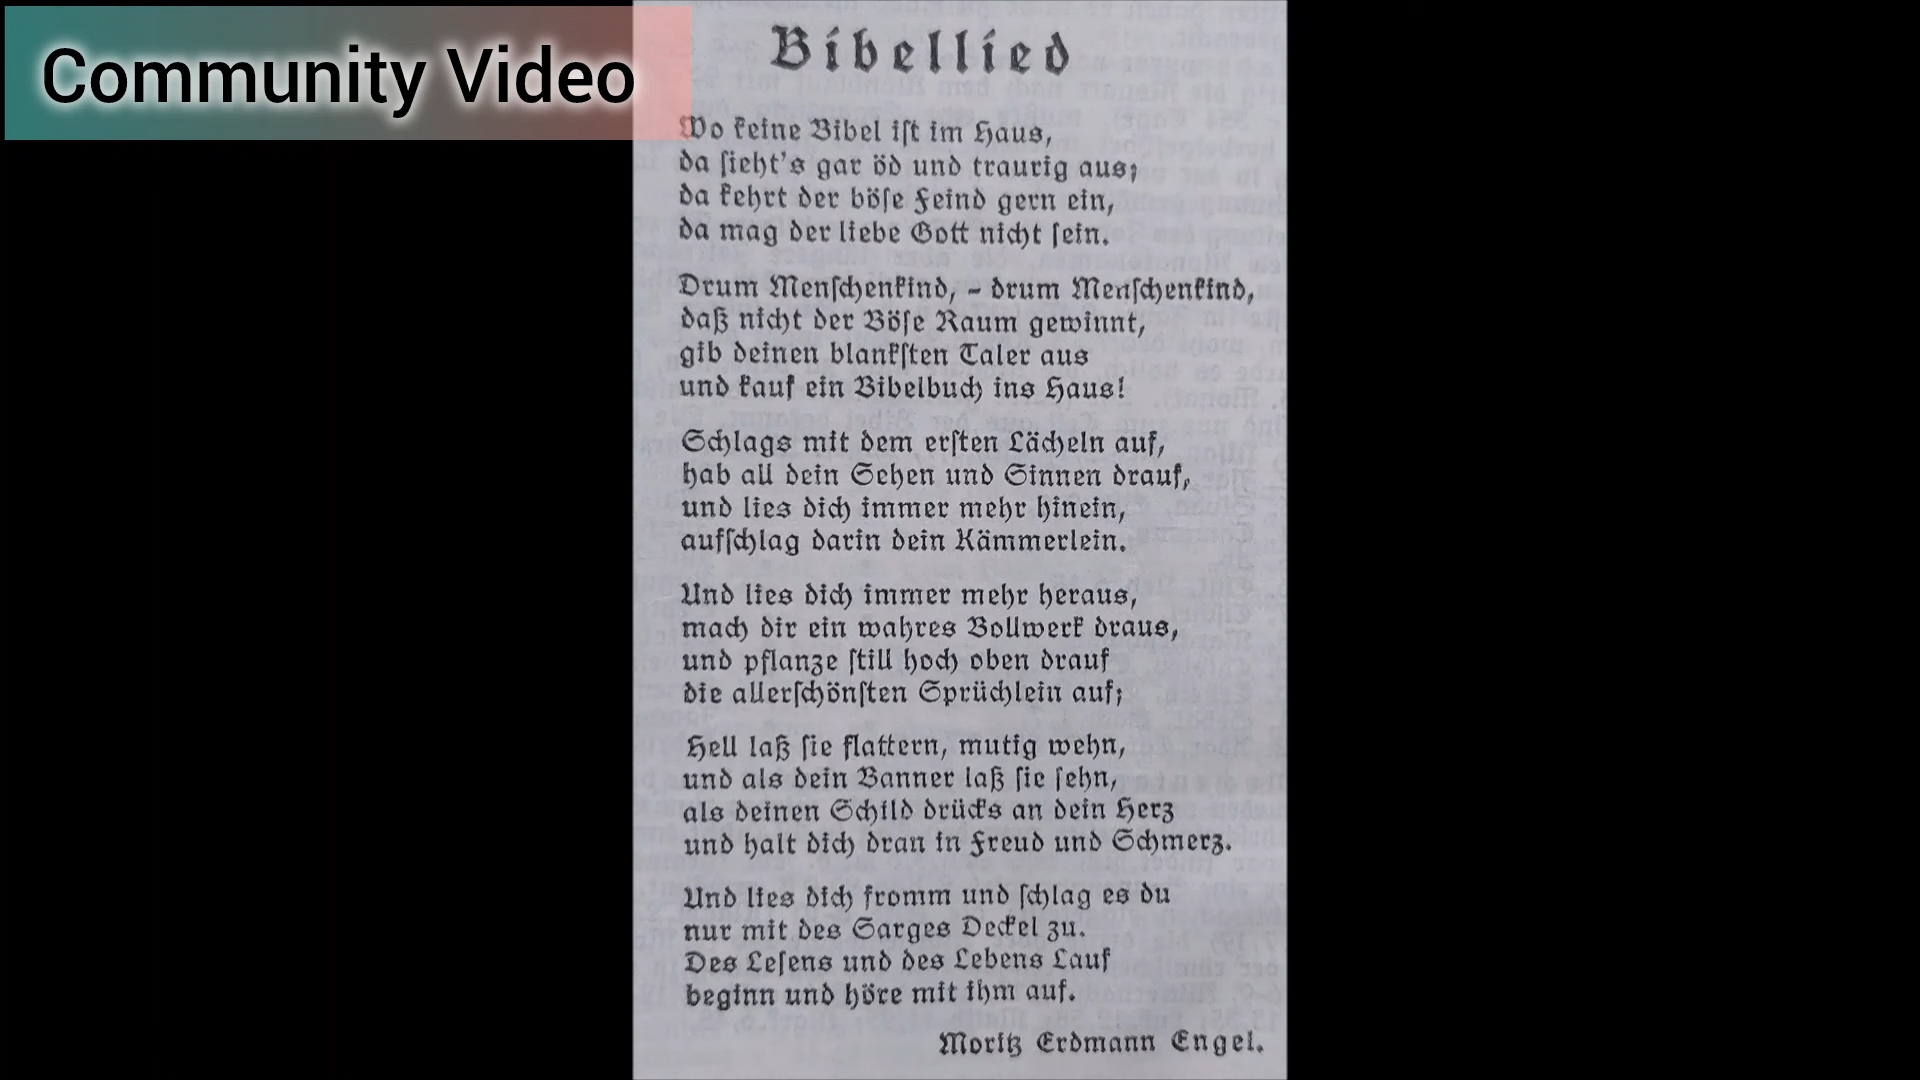 Community Video
Bibellied
Wo keine Bibel ist im Haus,
da sieht's gar öd und traurig aus;
da kehrt der böse Feind gern ein,
da mag der liebe Gott nicht sein.
Drum Menschenkind, – drum Menschenkind,
daß nicht der Böse Raum gewinnt,
gib deinen blanksten Taler aus
und kauf ein Bibelbuch ins Haus!
Schlags mit dem ersten Lächeln auf,
hab all dein Sehen und Sinnen drauf,
und lies dich immer mehr hinein,
aufschlag darin dein Kämmerlein.
Und lies dich immer mehr heraus,
mach dir ein wahres Bollwerk draus,
und pflanze still hoch oben drauf
die allerschönsten Sprüchlein auf;
Hell laß sie flattern, mutig wehn,
und als dein Banner laß sie sehn,
als deinen Schild drücks an dein Herz
und halt dich dran in Freud und Schmerz.
Und lies dich fromm und schlag es du
nur mit des Sarges Deckel zu.
Des Lesens und des Lebens Lauf
beginn und höre mit ihm auf.
Moritz Erdmann Engel.